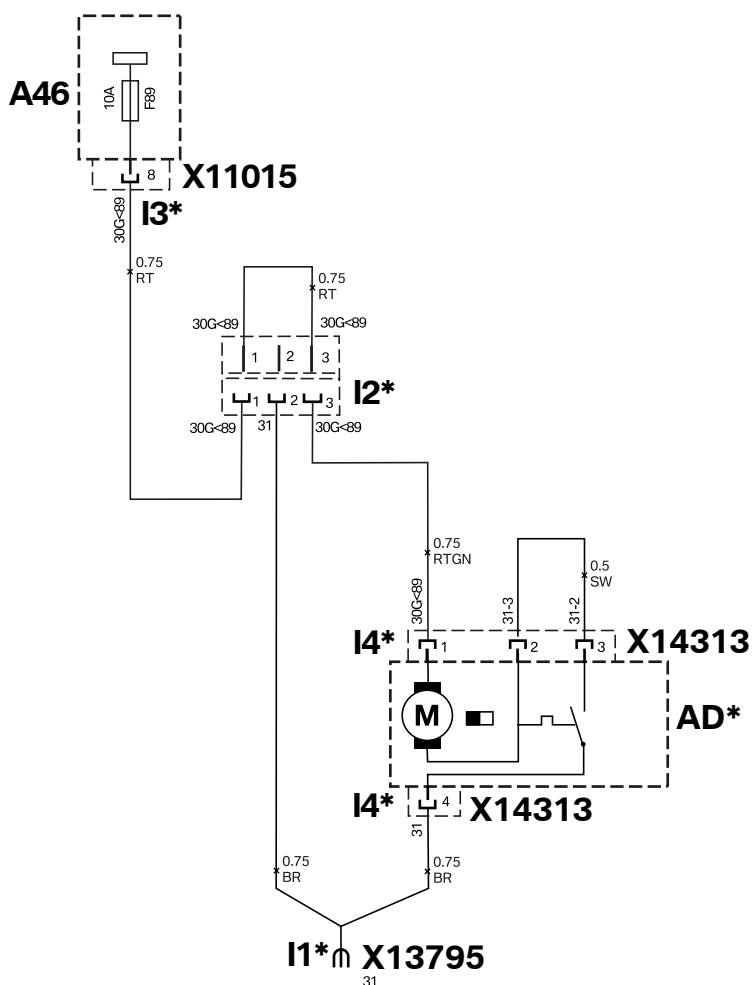 A46
10A
F89
8
X11015
30G<89
I3*
0.75
RT
0.75
RT
30G<89
30G<89
1
2
3
I2*
1
2
3
30G<89
31
30G<89
0.75
RTGN
0.5
SW
30G<89
31-3
31-2
I4*
1
2
3
X14313
M
AD*
I4*
4
X14313
31
0.75
BR
0.75
BR
I1*
X13795
31